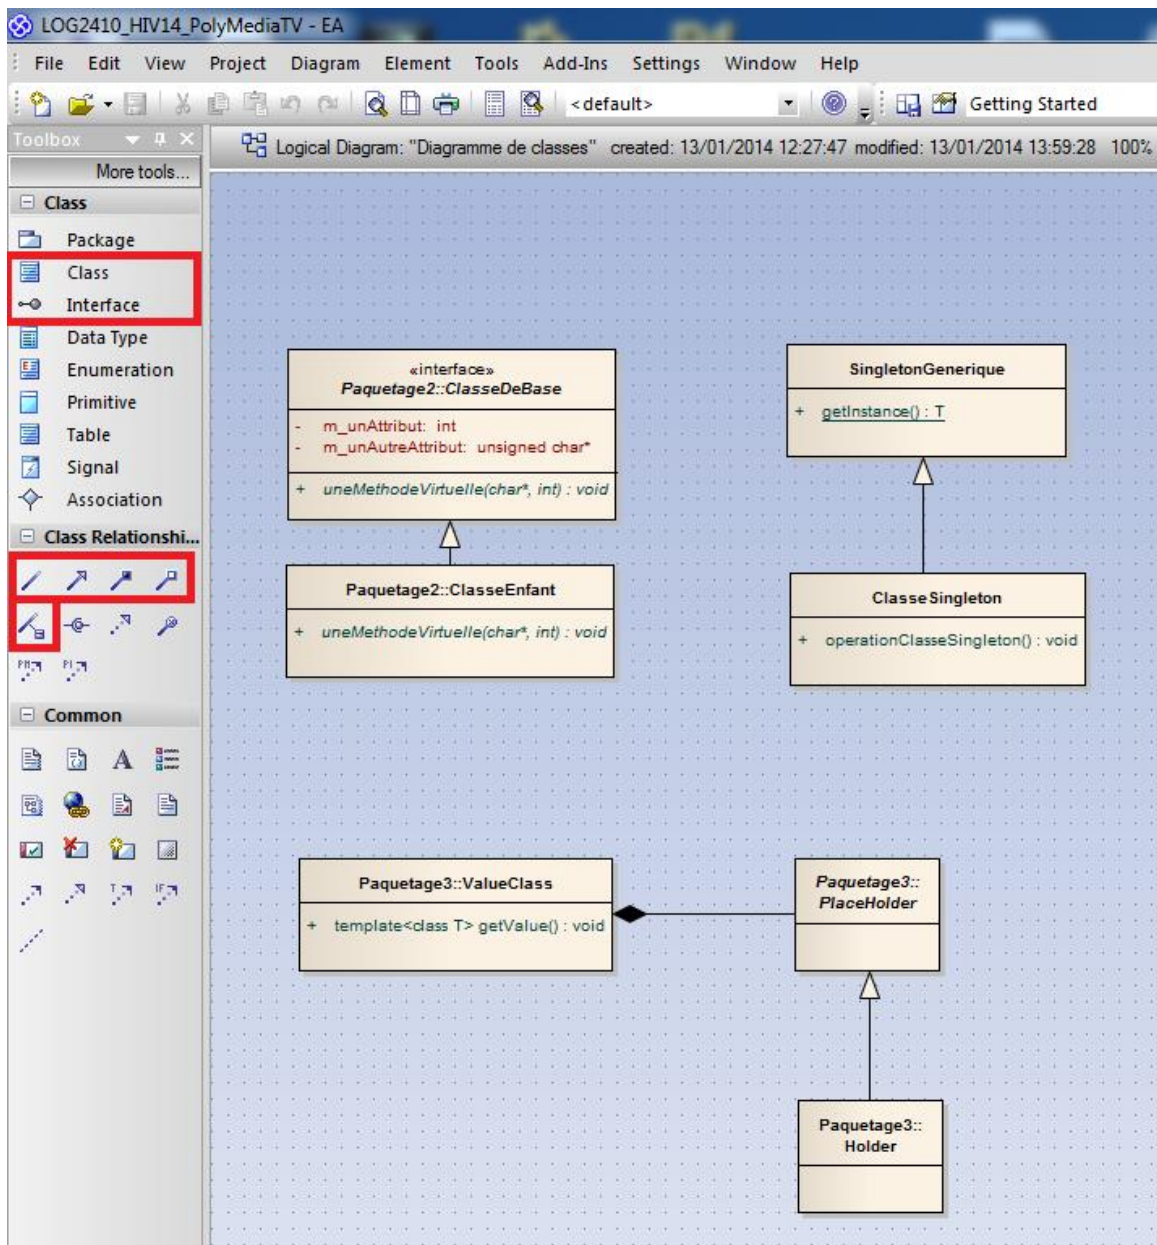 LOG2410_HIV14_PolyMediaTV - EA
File Edit View Project Diagram Element Tools Add-Ins Settings Window Help
<default> Getting Started
Toolbox
Logical Diagram: "Diagramme de classes" created: 13/01/2014 12:27:47 modified: 13/01/2014 13:59:28 100%
More tools...
Class
Package
Class
Interface
Data Type
Enumeration
Primitive
Table
Signal
Association
Class Relationshi...
Common
«interface»
Paquetage2::ClasseDeBase
- m_unAttribut: int
- m_unAutreAttribut: unsigned char*
+ uneMethodeVirtuelle(char*, int) : void
Paquetage2::ClasseEnfant
+ uneMethodeVirtuelle(char*, int) : void
SingletonGenerique
+ getInstance() : T
ClasseSingleton
+ operationClasseSingleton() : void
Paquetage3::ValueClass
+ template<class T> getValue() : void
Paquetage3::
PlaceHolder
Paquetage3::
Holder